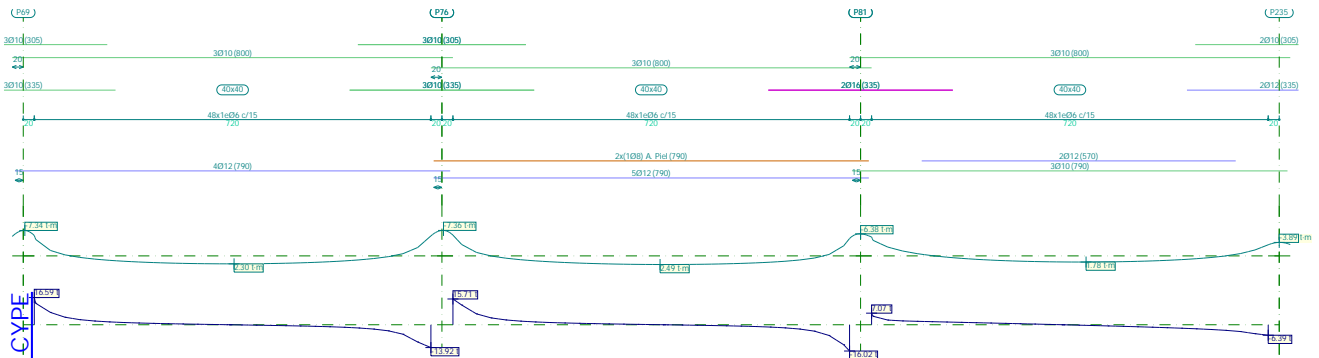 P69 P76 P81 P235
3Ø10(305) 3Ø10(305) 2Ø10(305)
3Ø10(800) 3Ø10(800)
20 20
3Ø10(800)
20
3Ø10(335) 40x40 3Ø10(335) 40x40 2Ø16(335) 40x40 2Ø12(335)
48x1eØ6 c/15 48x1eØ6 c/15 48x1eØ6 c/15
20 720 20 20 720 20 20 720 20
2x(1Ø8) A. Piel (790) 2Ø12(570)
4Ø12(790) 3Ø10(790)
15 15
5Ø12(790)
15
-7.34 t·m -7.36 t·m -6.38 t·m -3.89 t·m
2.30 t·m 2.49 t·m 1.78 t·m
16.59 t 15.71 t 7.07 t
-13.92 t -16.02 t -6.39 t
CYPE